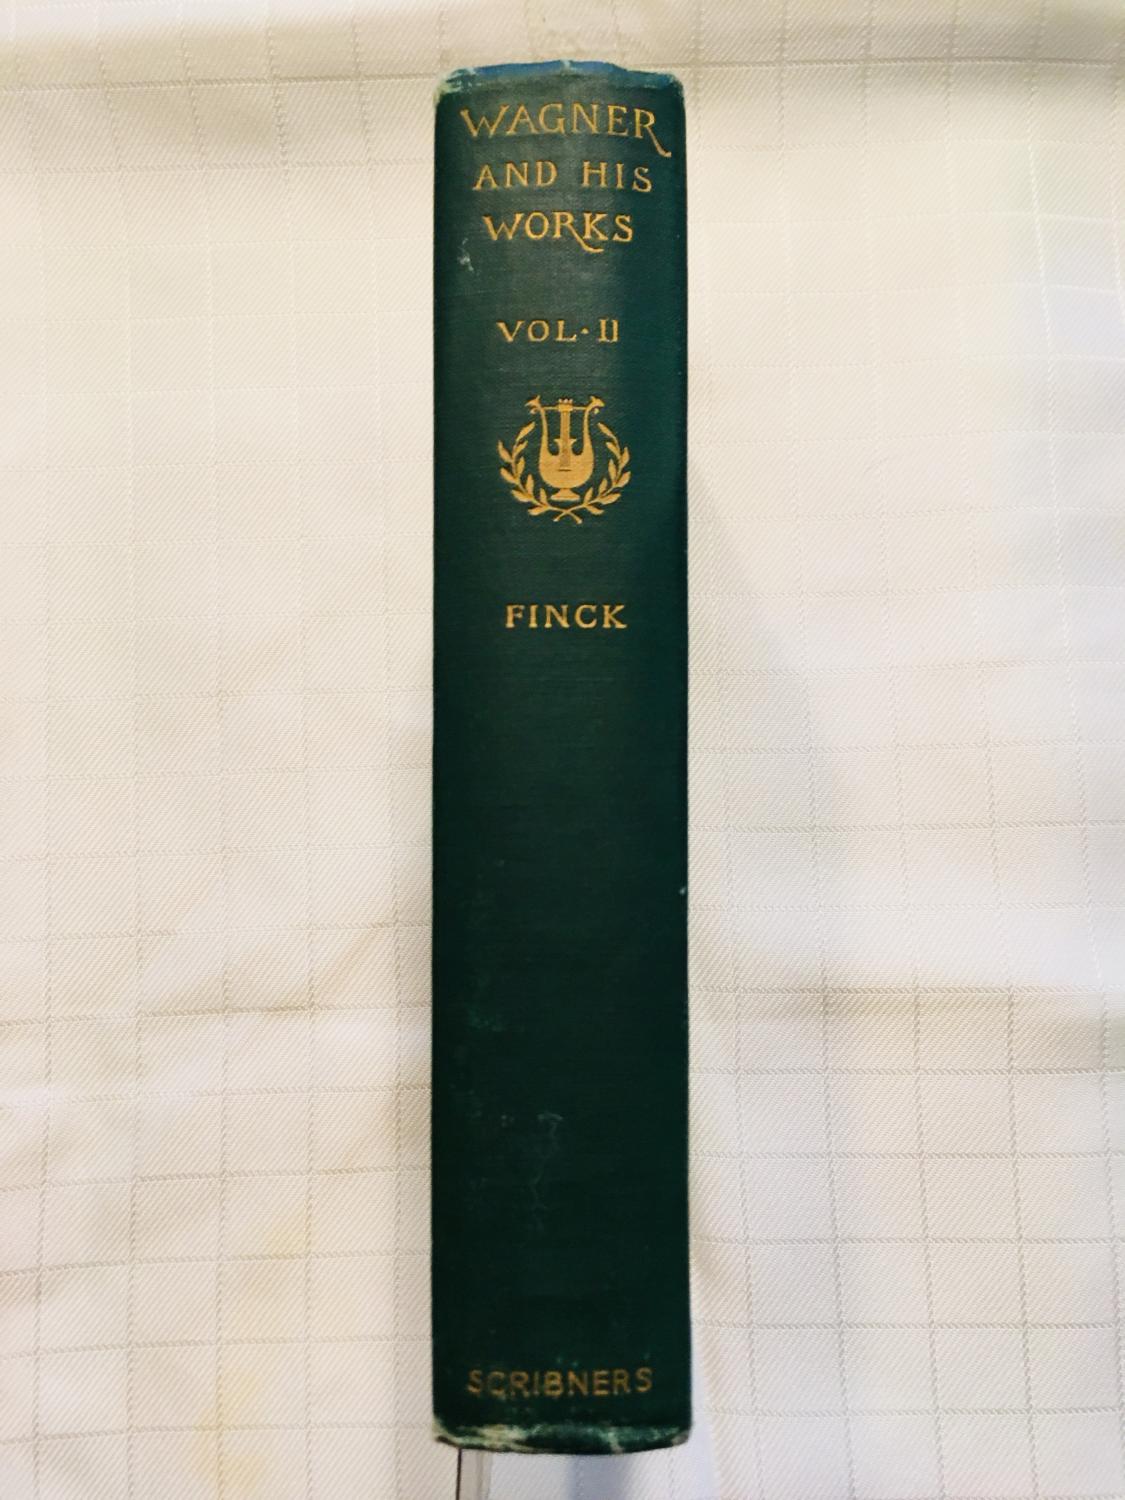 WAGNER
AND HIS
WORKS
VOL · II
FINCK
SCRIBNERS